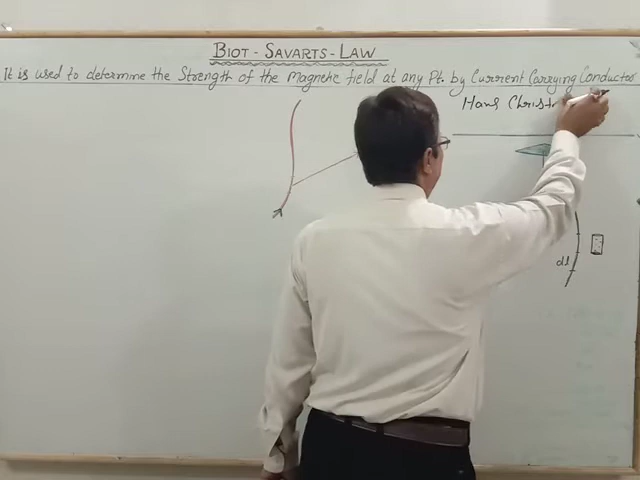 BIOT - SAVARTS - LAW
It is used to determine the Strength of the Magnetic field at any Pt. by Current Carrying Conductor
Hans Christ
dl